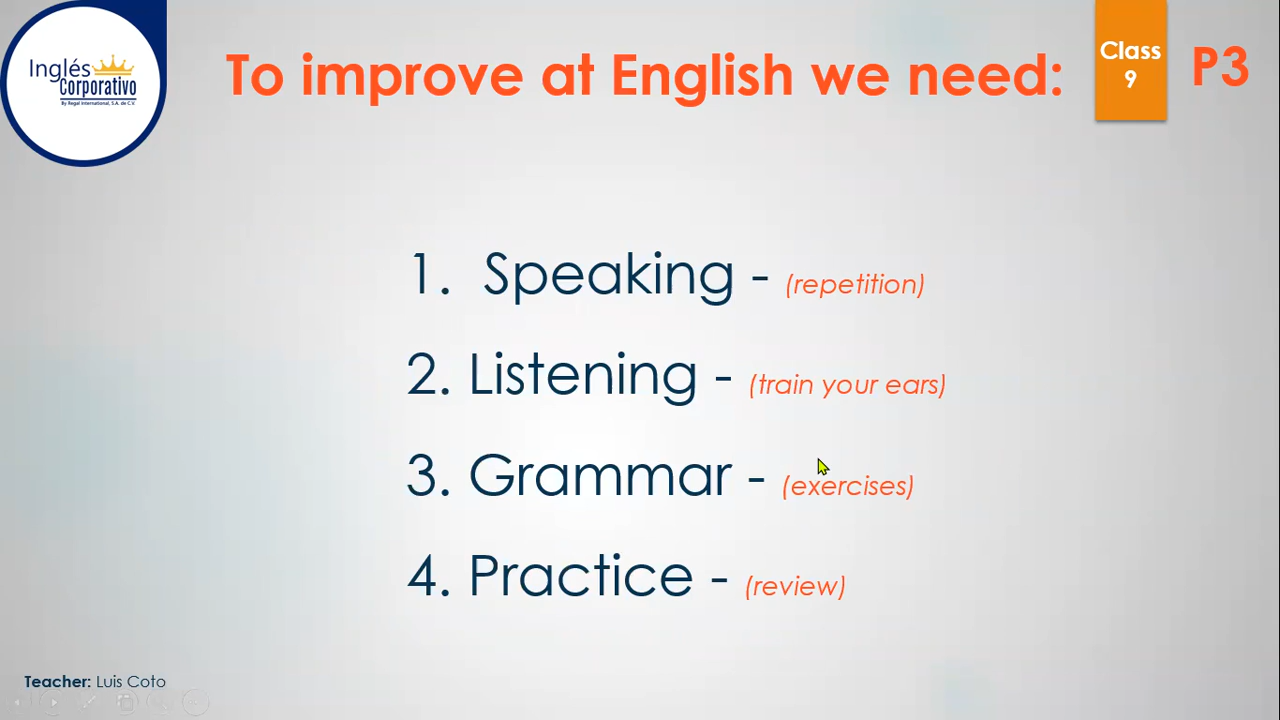 Inglés
Corporativo
By Regal International, S.A. de C.V.
To improve at English we need:
Class
9
P3
1. Speaking - (repetition)
2. Listening - (train your ears)
3. Grammar - (exercises)
4. Practice - (review)
Teacher: Luis Coto